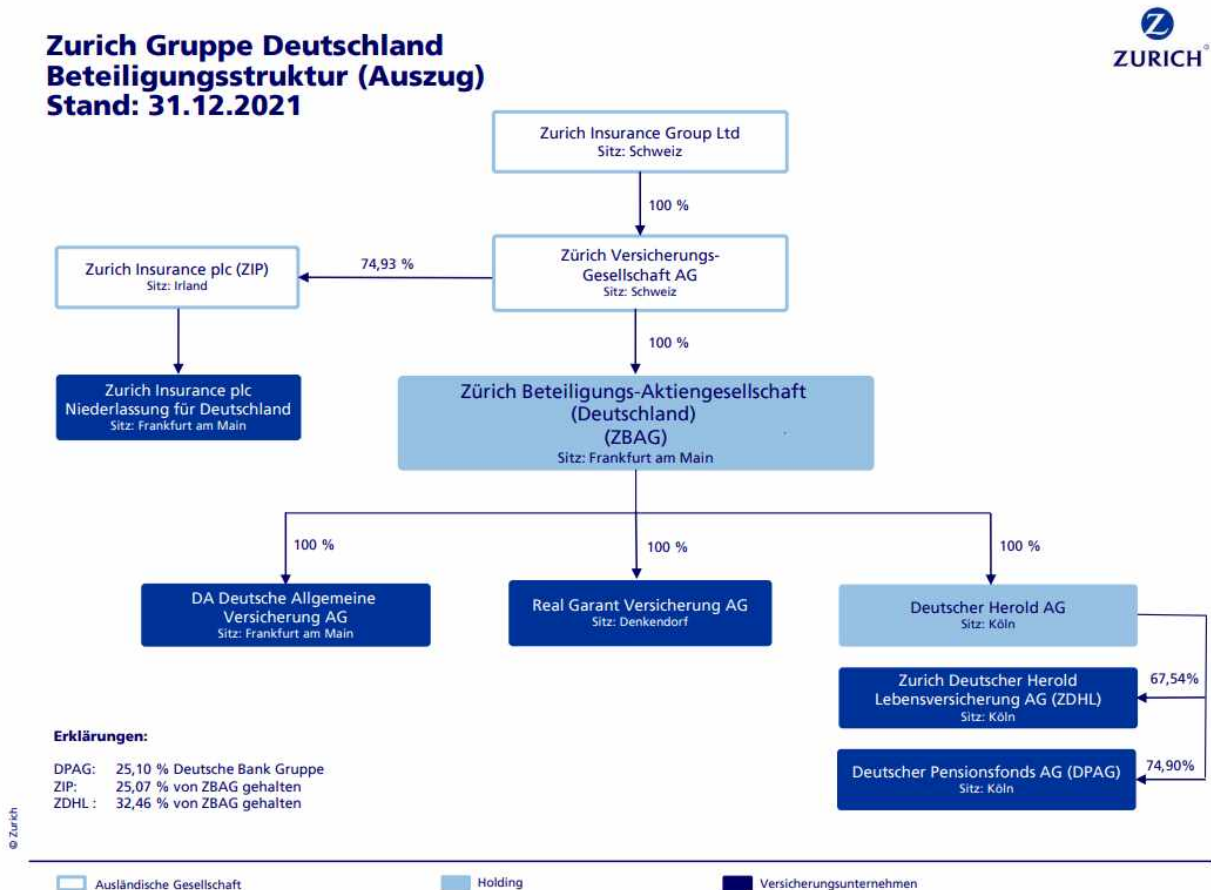 Zurich Gruppe Deutschland
Beteiligungsstruktur (Auszug)
Stand: 31.12.2021
Z
ZURICH
Zurich Insurance Group Ltd
Sitz: Schweiz
100 %
Zurich Insurance plc (ZIP)
Sitz: Irland
74,93 %
Zürich Versicherungs-
Gesellschaft AG
Sitz: Schweiz
100 %
Zurich Insurance plc
Niederlassung für Deutschland
Sitz: Frankfurt am Main
Zürich Beteiligungs-Aktiengesellschaft
(Deutschland)
(ZBAG)
Sitz: Frankfurt am Main
100 %
100 %
100 %
DA Deutsche Allgemeine
Versicherung AG
Sitz: Frankfurt am Main
Real Garant Versicherung AG
Sitz: Denkendorf
Deutscher Herold AG
Sitz: Köln
67,54%
Zurich Deutscher Herold
Lebensversicherung AG (ZDHL)
Sitz: Köln
74,90%
Deutscher Pensionsfonds AG (DPAG)
Sitz: Köln
Erklärungen:
DPAG: 25,10 % Deutsche Bank Gruppe
ZIP: 25,07 % von ZBAG gehalten
ZDHL : 32,46 % von ZBAG gehalten
© Zurich
Ausländische Gesellschaft
Holding
Versicherungsunternehmen